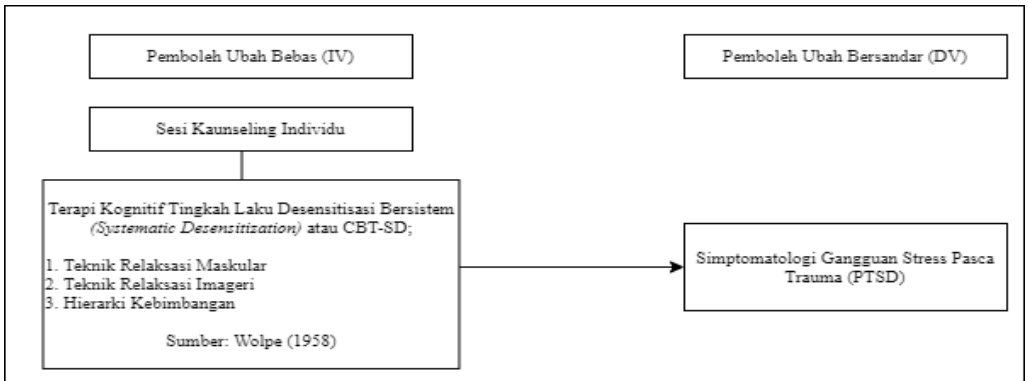 Pemboleh Ubah Bebas (IV)
Pemboleh Ubah Bersandar (DV)
Sesi Kaunseling Individu
Terapi Kognitif Tingkah Laku Desensitisasi Bersistem
(Systematic Desensitization) atau CBT-SD;
1. Teknik Relaksasi Maskular
2. Teknik Relaksasi Imageri
3. Hierarki Kebimbangan
Sumber: Wolpe (1958)
Simptomatologi Gangguan Stress Pasca
Trauma (PTSD)